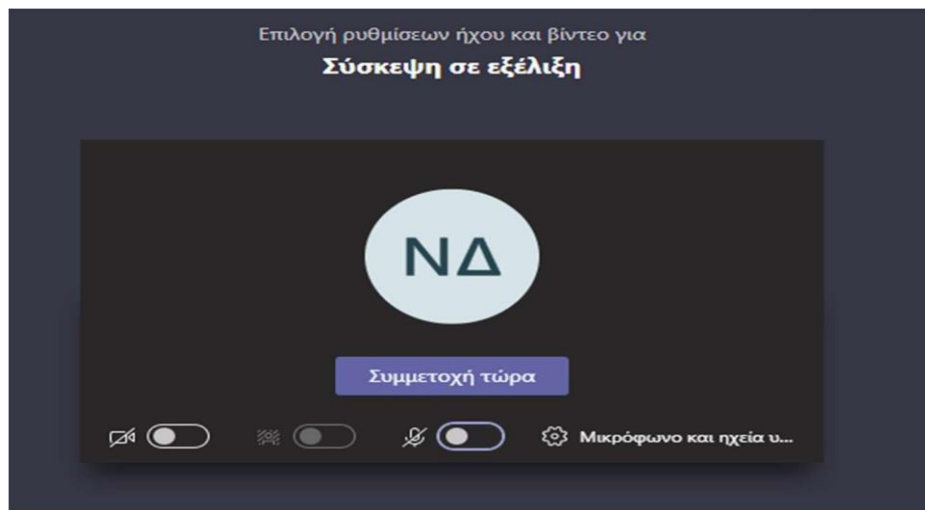 Επιλογή ρυθμίσεων ήχου και βίντεο για
Σύσκεψη σε εξέλιξη
ΝΔ
Συμμετοχή τώρα
Μικρόφωνο και ηχεία υ...